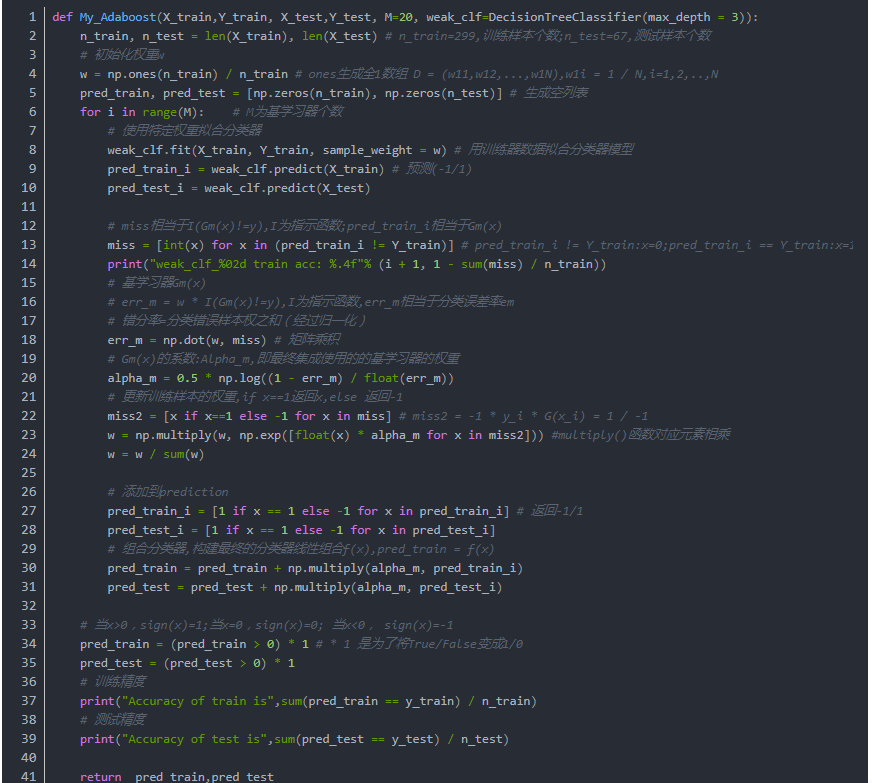 1 def My_Adaboost(X_train,Y_train, X_test,Y_test, M=20, weak_clf=DecisionTreeClassifier(max_depth = 3)):
2 n_train, n_test = len(X_train), len(X_test) # n_train=299,训练样本个数;n_test=67,测试样本个数
3 # 初始化权重w
4 w = np.ones(n_train) / n_train # ones生成全1数组 D = (w11,w12,...,w1N),w1i = 1 / N,i=1,2,..,N
5 pred_train, pred_test = [np.zeros(n_train), np.zeros(n_test)] # 生成空列表
6 for i in range(M): # M为基学习器个数
7 # 使用特定权重拟合分类器
8 weak_clf.fit(X_train, Y_train, sample_weight = w) # 用训练器数据拟合分类器模型
9 pred_train_i = weak_clf.predict(X_train) # 预测(-1/1)
10 pred_test_i = weak_clf.predict(X_test)
11
12 # miss相当于I(Gm(x)!=y),I为指示函数;pred_train_i相当于Gm(x)
13 miss = [int(x) for x in (pred_train_i != Y_train)] # pred_train_i != Y_train:x=0;pred_train_i == Y_train:x=1
14 print("weak_clf_%02d train acc: %.4f"% (i + 1, 1 - sum(miss) / n_train))
15 # 基学习器Gm(x)
16 # err_m = w * I(Gm(x)!=y),I为指示函数,err_m相当于分类误差率em
17 # 错分率=分类错误样本权之和（经过归一化）
18 err_m = np.dot(w, miss) # 矩阵乘积
19 # Gm(x)的系数:Alpha_m,即最终集成使用的的基学习器的权重
20 alpha_m = 0.5 * np.log((1 - err_m) / float(err_m))
21 # 更新训练样本的权重,if x==1返回x,else 返回-1
22 miss2 = [x if x==1 else -1 for x in miss] # miss2 = -1 * y_i * G(x_i) = 1 / -1
23 w = np.multiply(w, np.exp([float(x) * alpha_m for x in miss2])) #multiply()函数对应元素相乘
24 w = w / sum(w)
25
26 # 添加到prediction
27 pred_train_i = [1 if x == 1 else -1 for x in pred_train_i] # 返回-1/1
28 pred_test_i = [1 if x == 1 else -1 for x in pred_test_i]
29 # 组合分类器,构建最终的分类器线性组合f(x),pred_train = f(x)
30 pred_train = pred_train + np.multiply(alpha_m, pred_train_i)
31 pred_test = pred_test + np.multiply(alpha_m, pred_test_i)
32
33 # 当x>0，sign(x)=1;当x=0，sign(x)=0; 当x<0， sign(x)=-1
34 pred_train = (pred_train > 0) * 1 # * 1 是为了将True/False变成1/0
35 pred_test = (pred_test > 0) * 1
36 # 训练精度
37 print("Accuracy of train is",sum(pred_train == y_train) / n_train)
38 # 测试精度
39 print("Accuracy of test is",sum(pred_test == y_test) / n_test)
40
41 return pred_train,pred_test